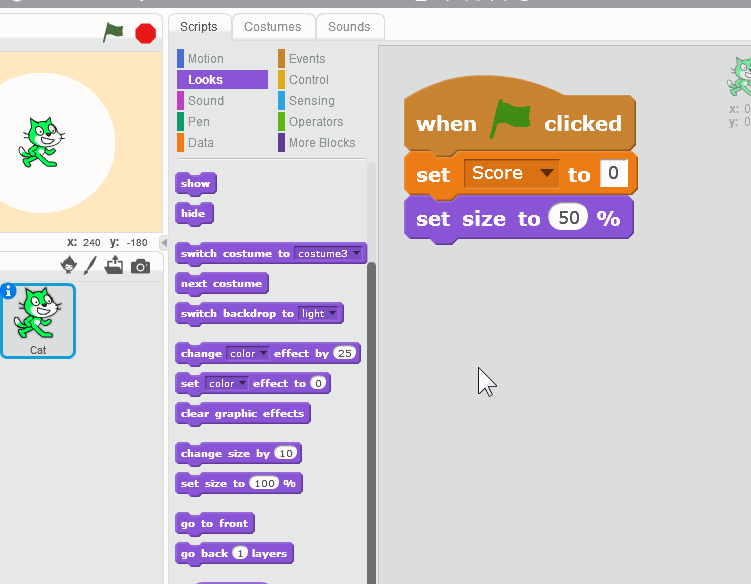 Scripts Costumes Sounds
Motion Events
Looks Control
Sound Sensing
Pen Operators
Data More Blocks
show
hide
switch costume to costume3
next costume
switch backdrop to light
change color effect by 25
set color effect to 0
clear graphic effects
change size by 10
set size to 100 %
go to front
go back 1 layers
when clicked
set Score to 0
set size to 50 %
x: 240 y: -180
i
Cat
x: 0
y: 0